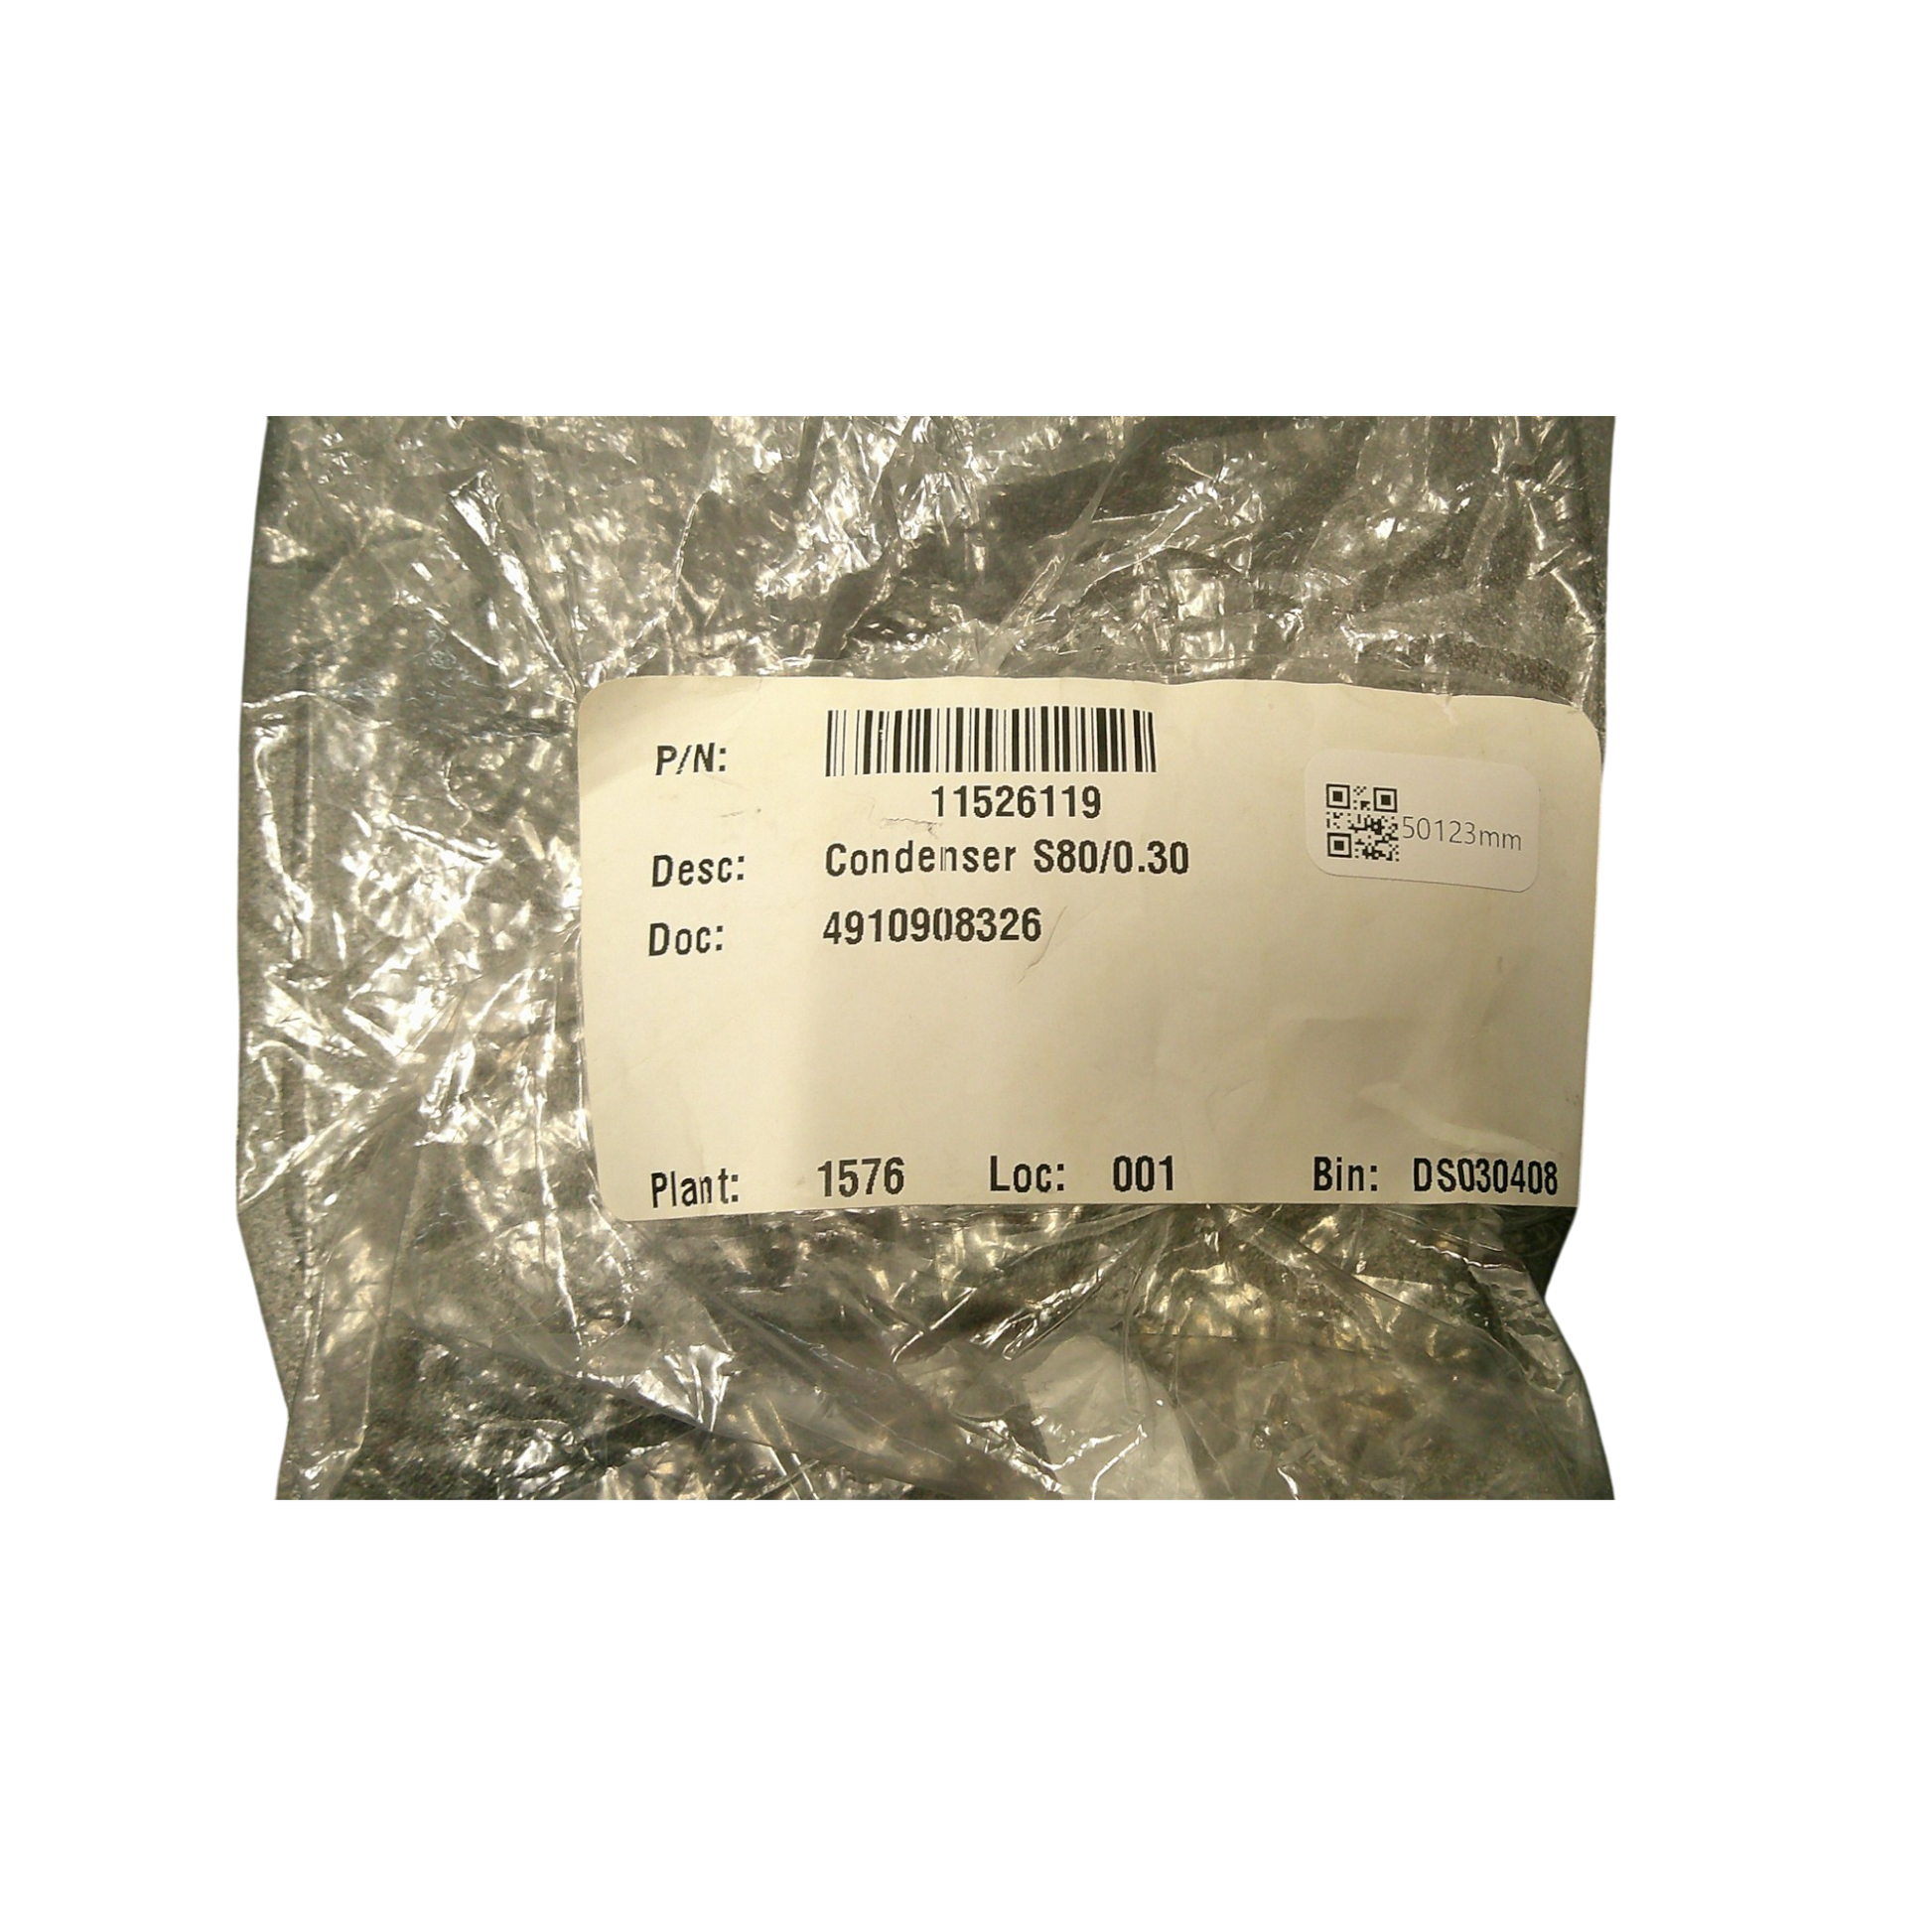 P/N:
11526119
50123mm
Desc: Condenser S80/0.30
Doc: 4910908326
Plant: 1576 Loc: 001 Bin: DS030408